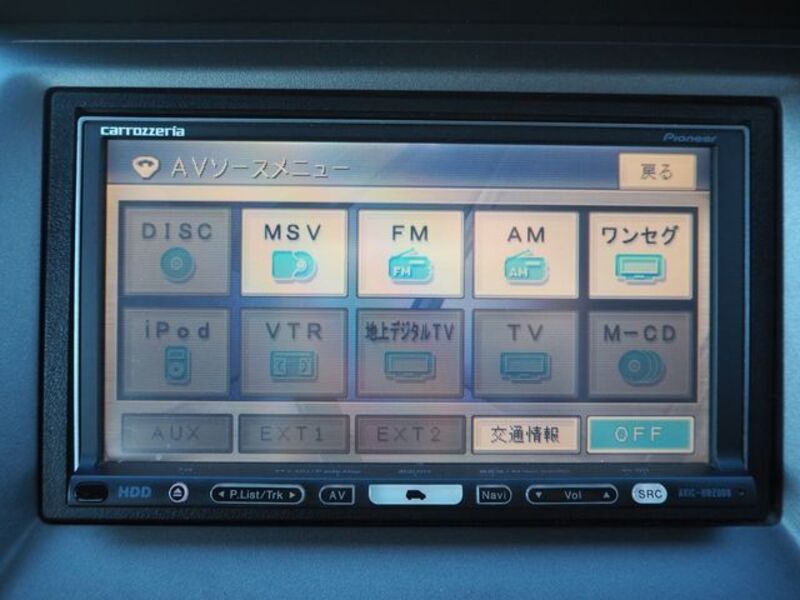 carrozzeria Pioneer
AVソースメニュー 戻る
DISC MSV FM AM ワンセグ
FM AM
iPod VTR 地上デジタルTV TV M-CD
AUX EXT1 EXT2 交通情報 OFF
HDD P.List/Trk AV Navi Vol SRC